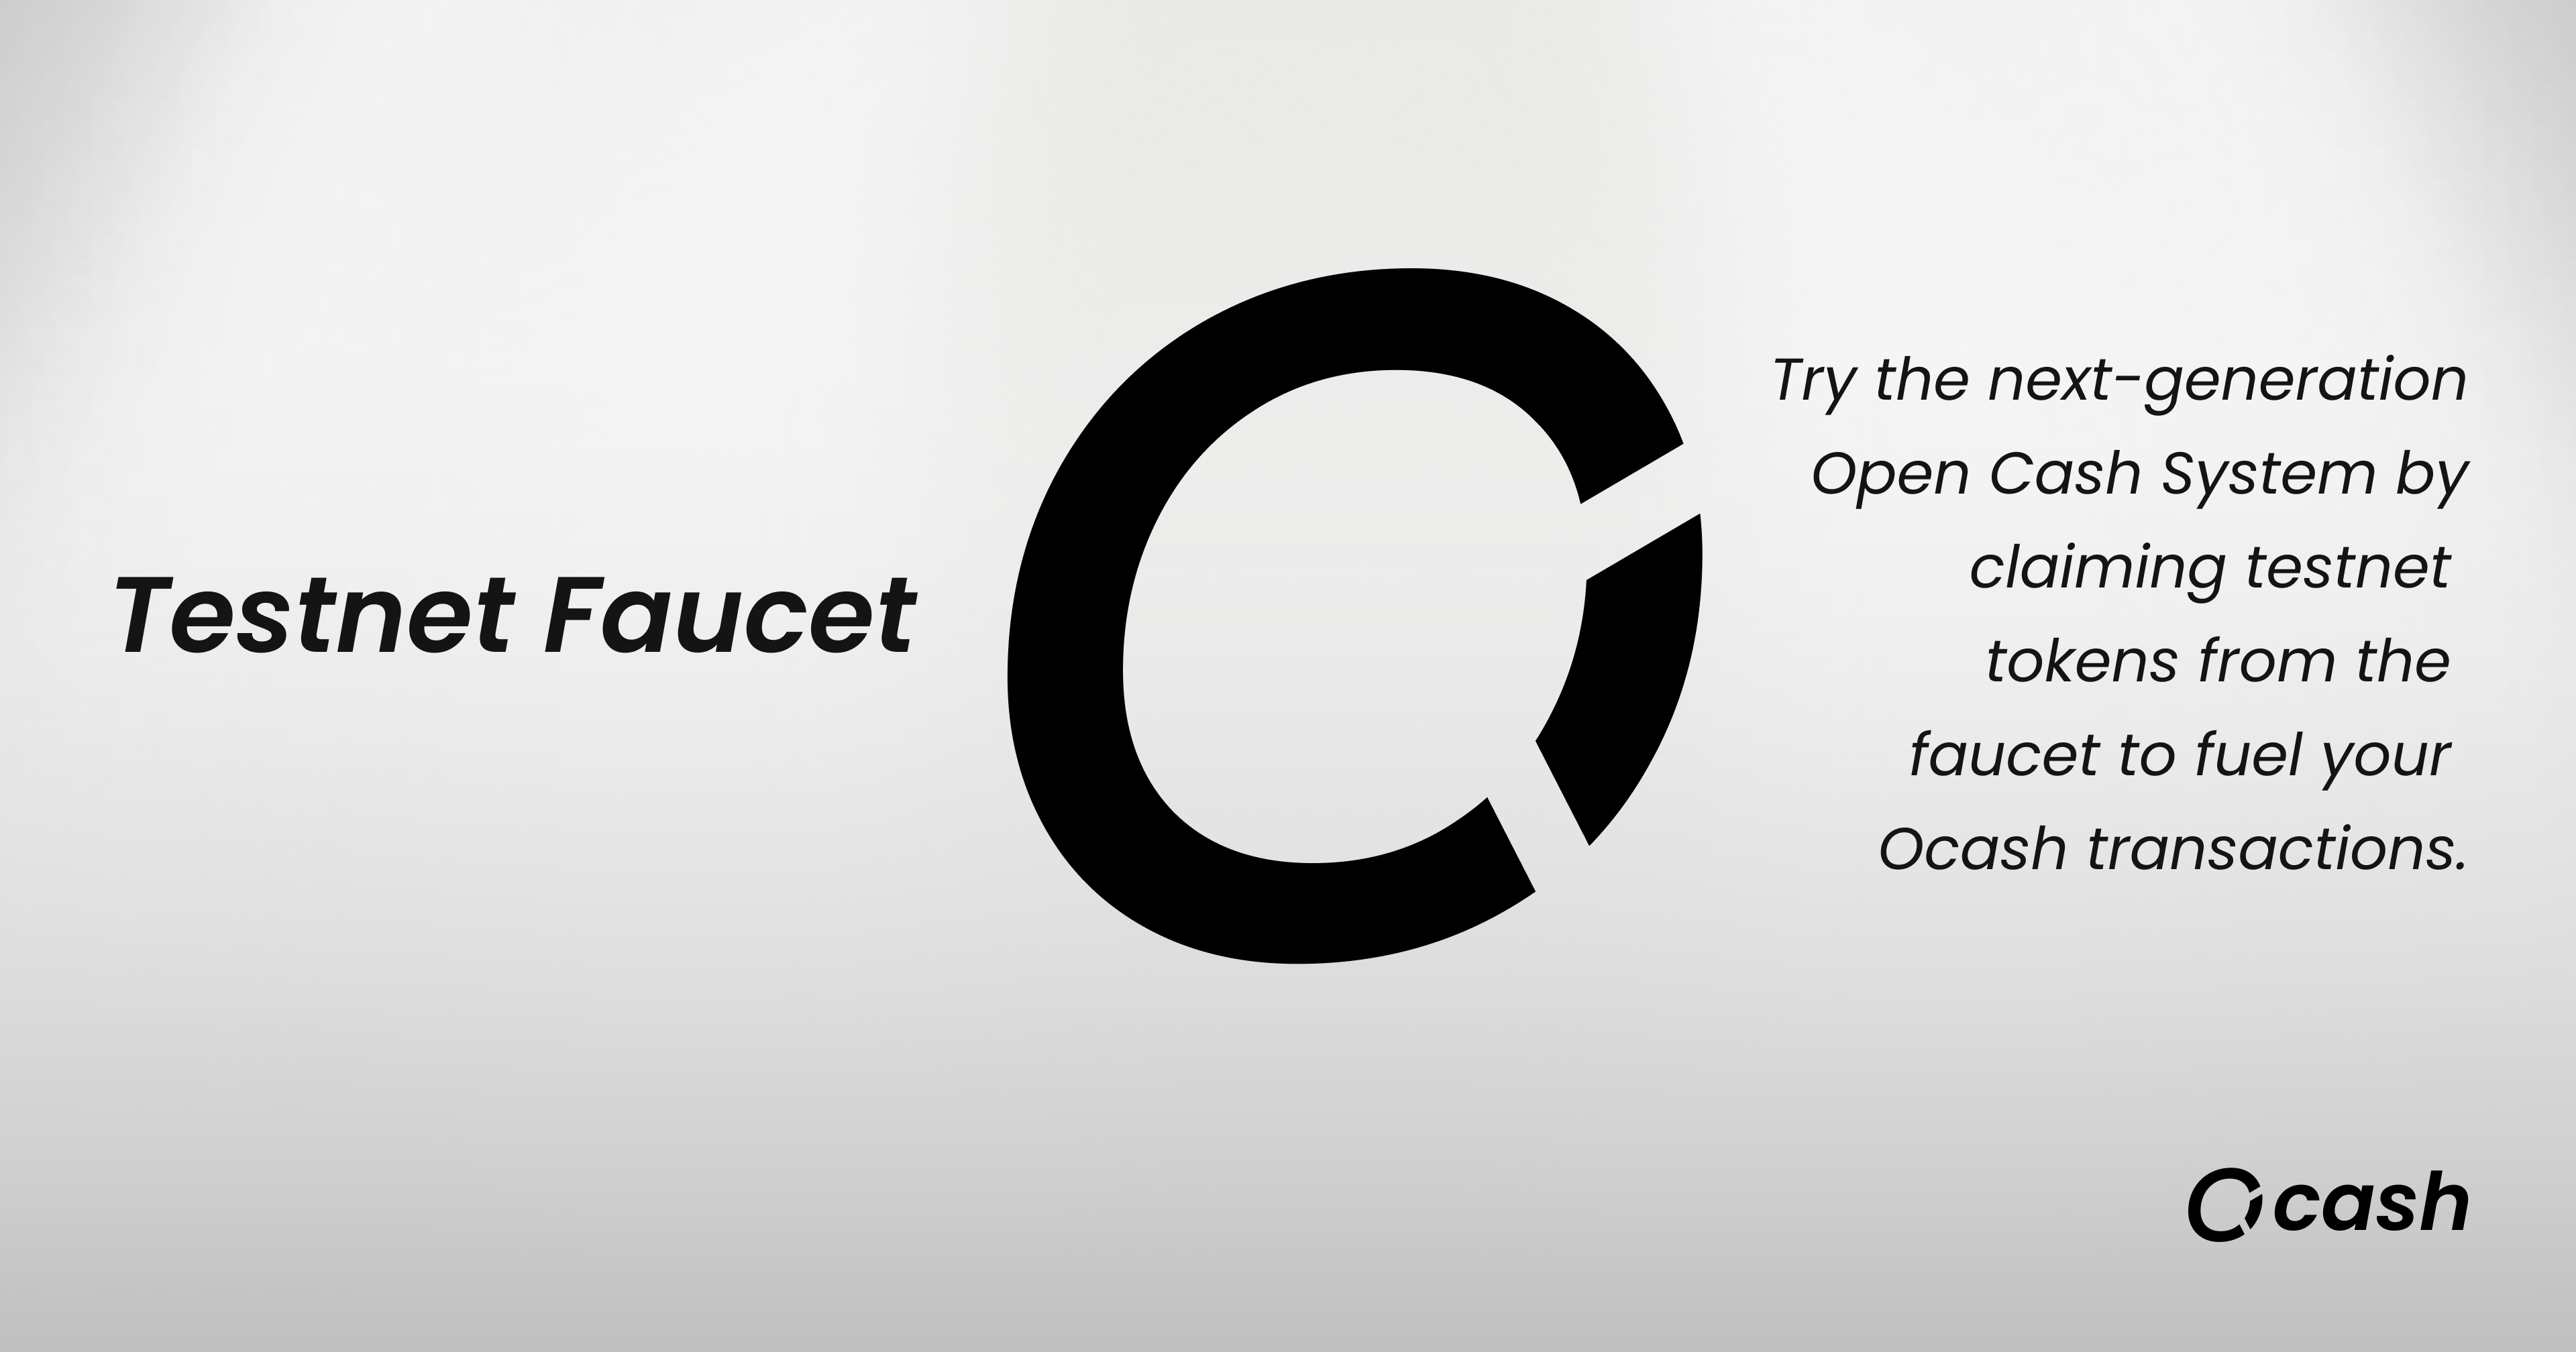 Testnet Faucet
Try the next-generation
Open Cash System by
claiming testnet
tokens from the
faucet to fuel your
Ocash transactions.
Ocash